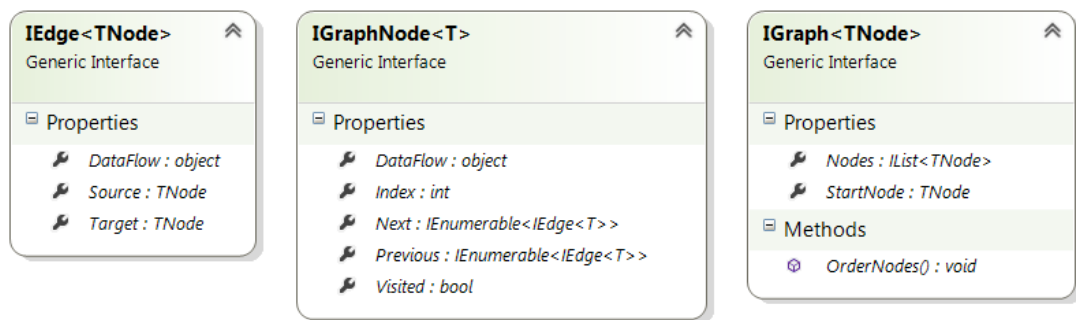 IEdge<TNode>
Generic Interface
Properties
DataFlow : object
Source : TNode
Target : TNode
IGraphNode<T>
Generic Interface
Properties
DataFlow : object
Index : int
Next : IEnumerable<IEdge<T>>
Previous : IEnumerable<IEdge<T>>
Visited : bool
IGraph<TNode>
Generic Interface
Properties
Nodes : IList<TNode>
StartNode : TNode
Methods
OrderNodes() : void